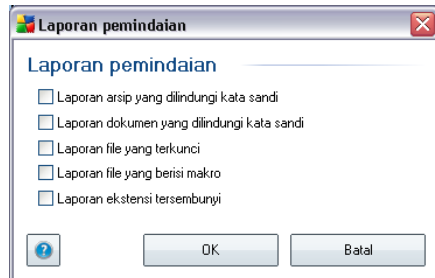 Laporan pemindaian
Laporan pemindaian
Laporan arsip yang dilindungi kata sandi
Laporan dokumen yang dilindungi kata sandi
Laporan file yang terkunci
Laporan file yang berisi makro
Laporan ekstensi tersembunyi
? OK Batal